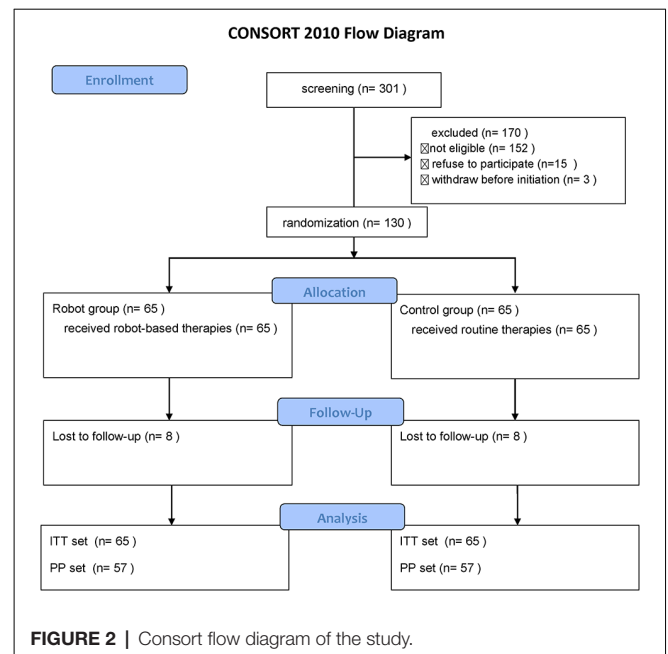 CONSORT 2010 Flow Diagram
Enrollment
screening (n= 301 )
excluded (n= 170 )
☒not eligible (n= 152 )
☒ refuse to participate (n=15 )
☒ withdraw before initiation (n= 3 )
randomization (n= 130 )
Allocation
Robot group (n= 65 )
received robot-based therapies (n= 65 )
Control group (n= 65 )
received routine therapies (n= 65 )
Follow-Up
Lost to follow-up (n= 8 )
Lost to follow-up (n= 8 )
Analysis
ITT set (n= 65 )
PP set (n= 57 )
ITT set (n= 65 )
PP set (n= 57 )
FIGURE 2 | Consort flow diagram of the study.